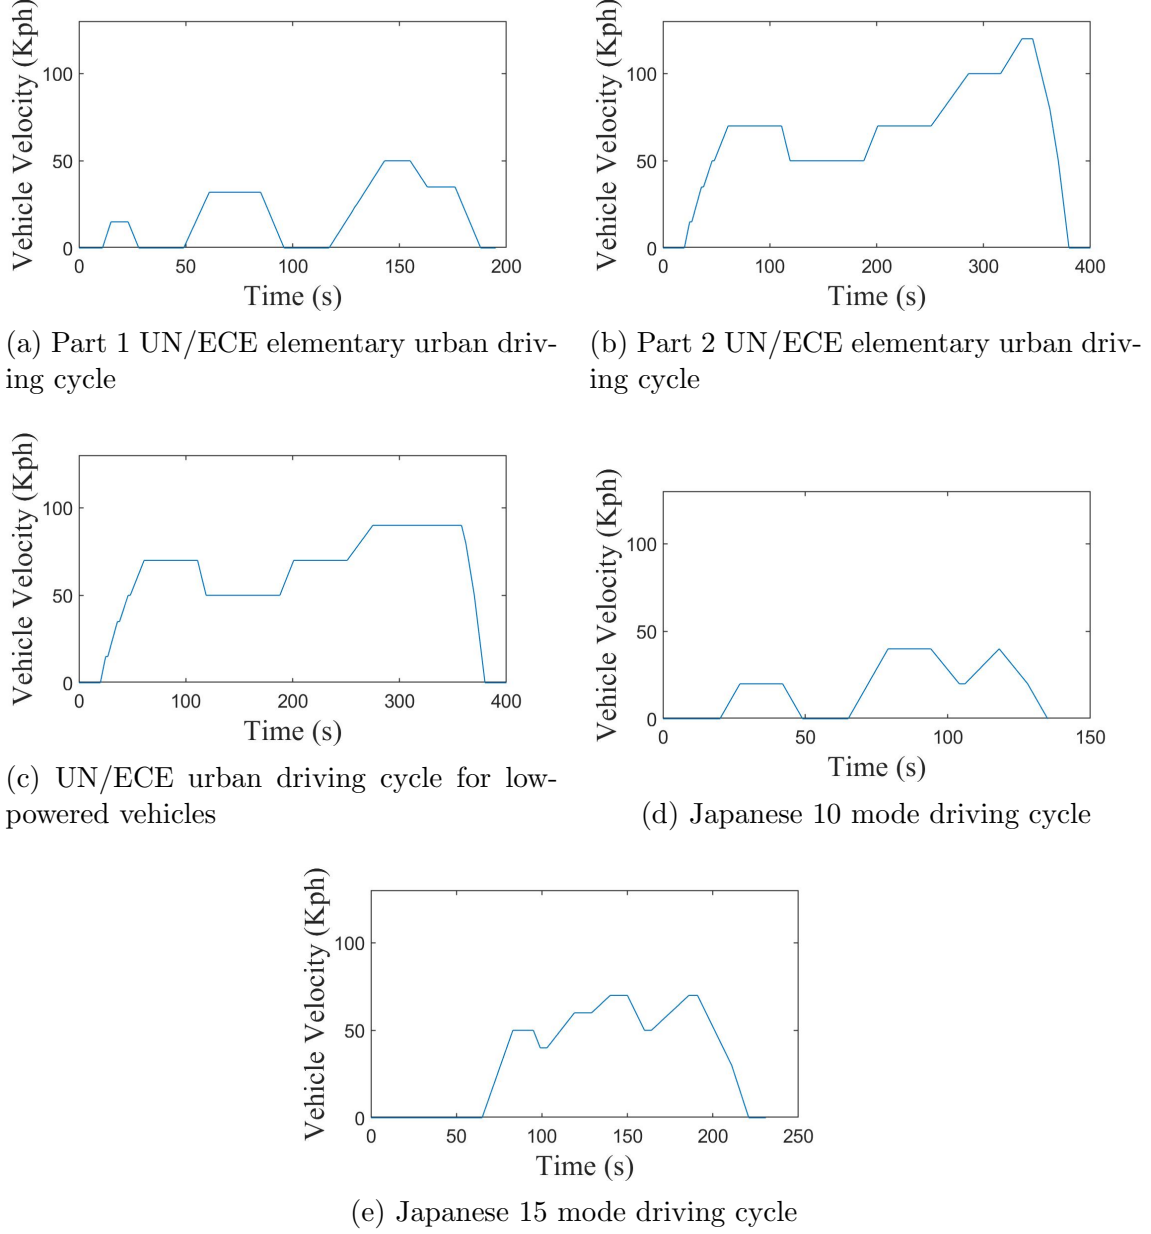 Vehicle Velocity (Kph)
100
50
0
0 50 100 150 200
Time (s)
(a) Part 1 UN/ECE elementary urban driv-
ing cycle
Vehicle Velocity (Kph)
100
50
0
0 100 200 300 400
Time (s)
(b) Part 2 UN/ECE elementary urban driv-
ing cycle
Vehicle Velocity (Kph)
100
50
0
0 100 200 300 400
Time (s)
(c) UN/ECE urban driving cycle for low-
powered vehicles
Vehicle Velocity (Kph)
100
50
0
0 50 100 150
Time (s)
(d) Japanese 10 mode driving cycle
Vehicle Velocity (Kph)
100
50
0
0 50 100 150 200 250
Time (s)
(e) Japanese 15 mode driving cycle